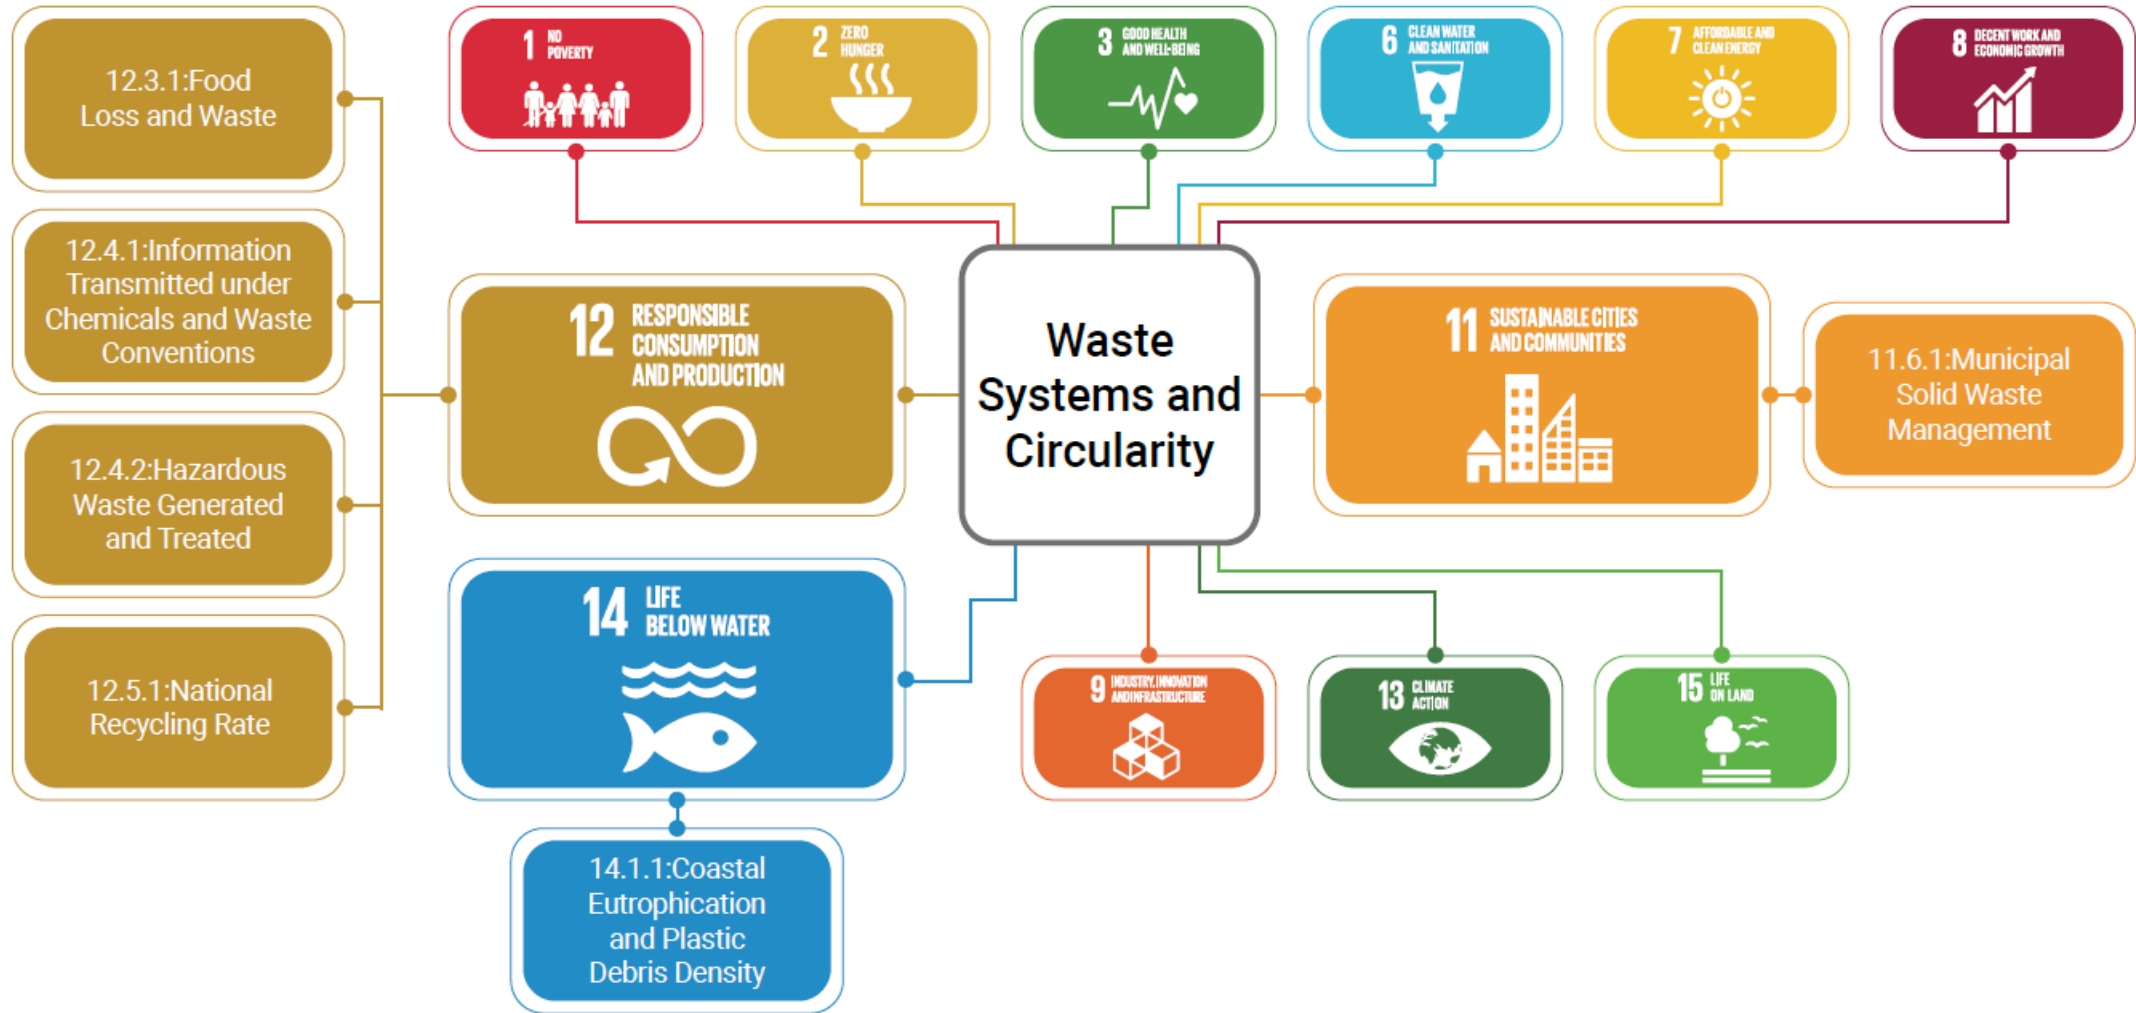 12.3.1:Food
Loss and Waste
12.4.1:Information
Transmitted under
Chemicals and Waste
Conventions
12.4.2:Hazardous
Waste Generated
and Treated
12.5.1:National
Recycling Rate
1 NO
POVERTY
2 ZERO
HUNGER
3 GOOD HEALTH
AND WELL-BEING
6 CLEAN WATER
AND SANITATION
7 AFFORDABLE AND
CLEAN ENERGY
8 DECENT WORK AND
ECONOMIC GROWTH
12 RESPONSIBLE
CONSUMPTION
AND PRODUCTION
Waste
Systems and
Circularity
11 SUSTAINABLE CITIES
AND COMMUNITIES
11.6.1:Municipal
Solid Waste
Management
14 LIFE
BELOW WATER
9 INDUSTRY, INNOVATION
AND INFRASTRUCTURE
13 CLIMATE
ACTION
15 LIFE
ON LAND
14.1.1:Coastal
Eutrophication
and Plastic
Debris Density